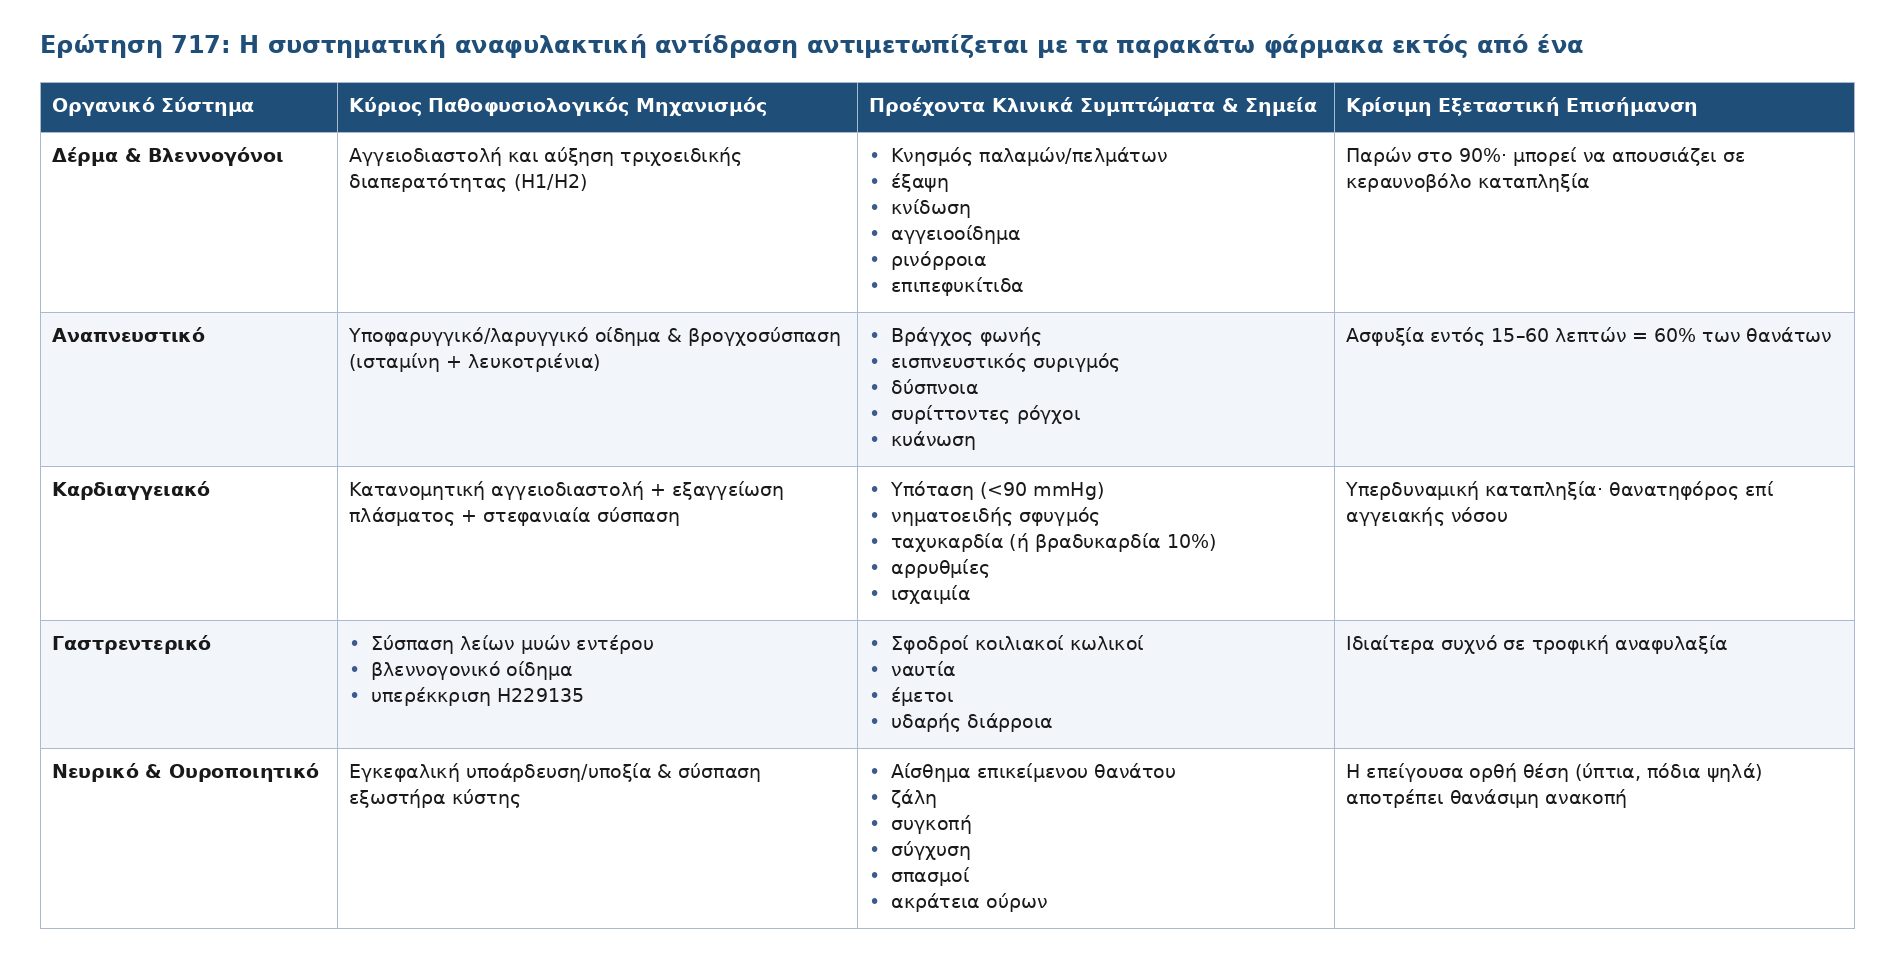 Ερώτηση 717: Η συστηματική αναφυλακτική αντίδραση αντιμετωπίζεται με τα παρακάτω φάρμακα εκτός από ένα
Οργανικό Σύστημα
Κύριος Παθοφυσιολογικός Μηχανισμός
Προέχοντα Κλινικά Συμπτώματα & Σημεία
Κρίσιμη Εξεταστική Επισήμανση
Δέρμα & Βλεννογόνοι
Αγγειοδιαστολή και αύξηση τριχοειδικής
διαπερατότητας (H1/H2)
• Κνησμός παλαμών/πελμάτων
• έξαψη
• κνίδωση
• αγγειοοίδημα
• ρινόρροια
• επιπεφυκίτιδα
Παρών στο 90%· μπορεί να απουσιάζει σε
κεραυνοβόλο καταπληξία
Αναπνευστικό
Υποφαρυγγικό/λαρυγγικό οίδημα & βρογχοσύσπαση
(ισταμίνη + λευκοτριένια)
• Βράγχος φωνής
• εισπνευστικός συριγμός
• δύσπνοια
• συρίττοντες ρόγχοι
• κυάνωση
Ασφυξία εντός 15–60 λεπτών = 60% των θανάτων
Καρδιαγγειακό
Κατανομητική αγγειοδιαστολή + εξαγγείωση
πλάσματος + στεφανιαία σύσπαση
• Υπόταση (<90 mmHg)
• νηματοειδής σφυγμός
• ταχυκαρδία (ή βραδυκαρδία 10%)
• αρρυθμίες
• ισχαιμία
Υπερδυναμική καταπληξία· θανατηφόρος επί
αγγειακής νόσου
Γαστρεντερικό
• Σύσπαση λείων μυών εντέρου
• βλεννογονικό οίδημα
• υπερέκκριση H229135
• Σφοδροί κοιλιακοί κωλικοί
• ναυτία
• έμετοι
• υδαρής διάρροια
Ιδιαίτερα συχνό σε τροφική αναφυλαξία
Νευρικό & Ουροποιητικό
Εγκεφαλική υποάρδευση/υποξία & σύσπαση
εξωστήρα κύστης
• Αίσθημα επικείμενου θανάτου
• ζάλη
• συγκοπή
• σύγχυση
• σπασμοί
• ακράτεια ούρων
Η επείγουσα ορθή θέση (ύπτια, πόδια ψηλά)
αποτρέπει θανάσιμη ανακοπή